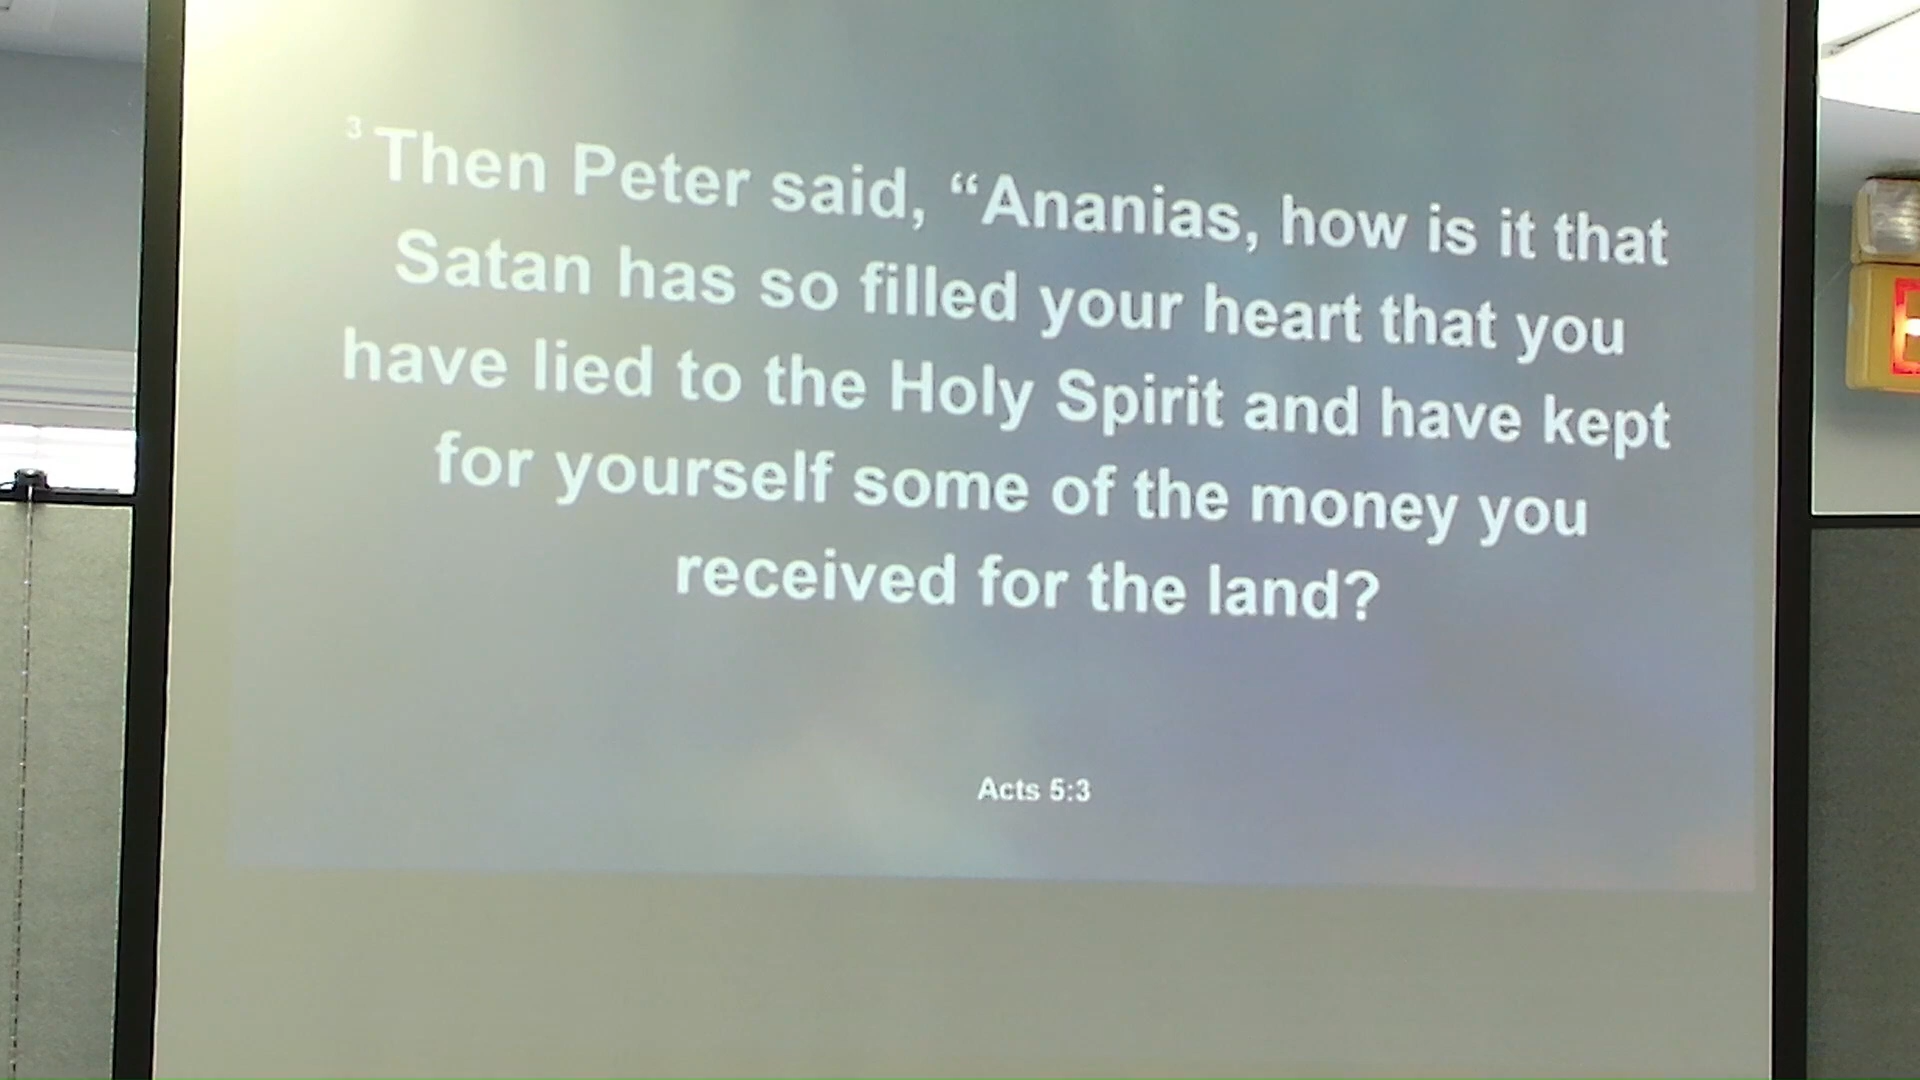 3 Then Peter said, “Ananias, how is it that
Satan has so filled your heart that you
have lied to the Holy Spirit and have kept
for yourself some of the money you
received for the land?
Acts 5:3